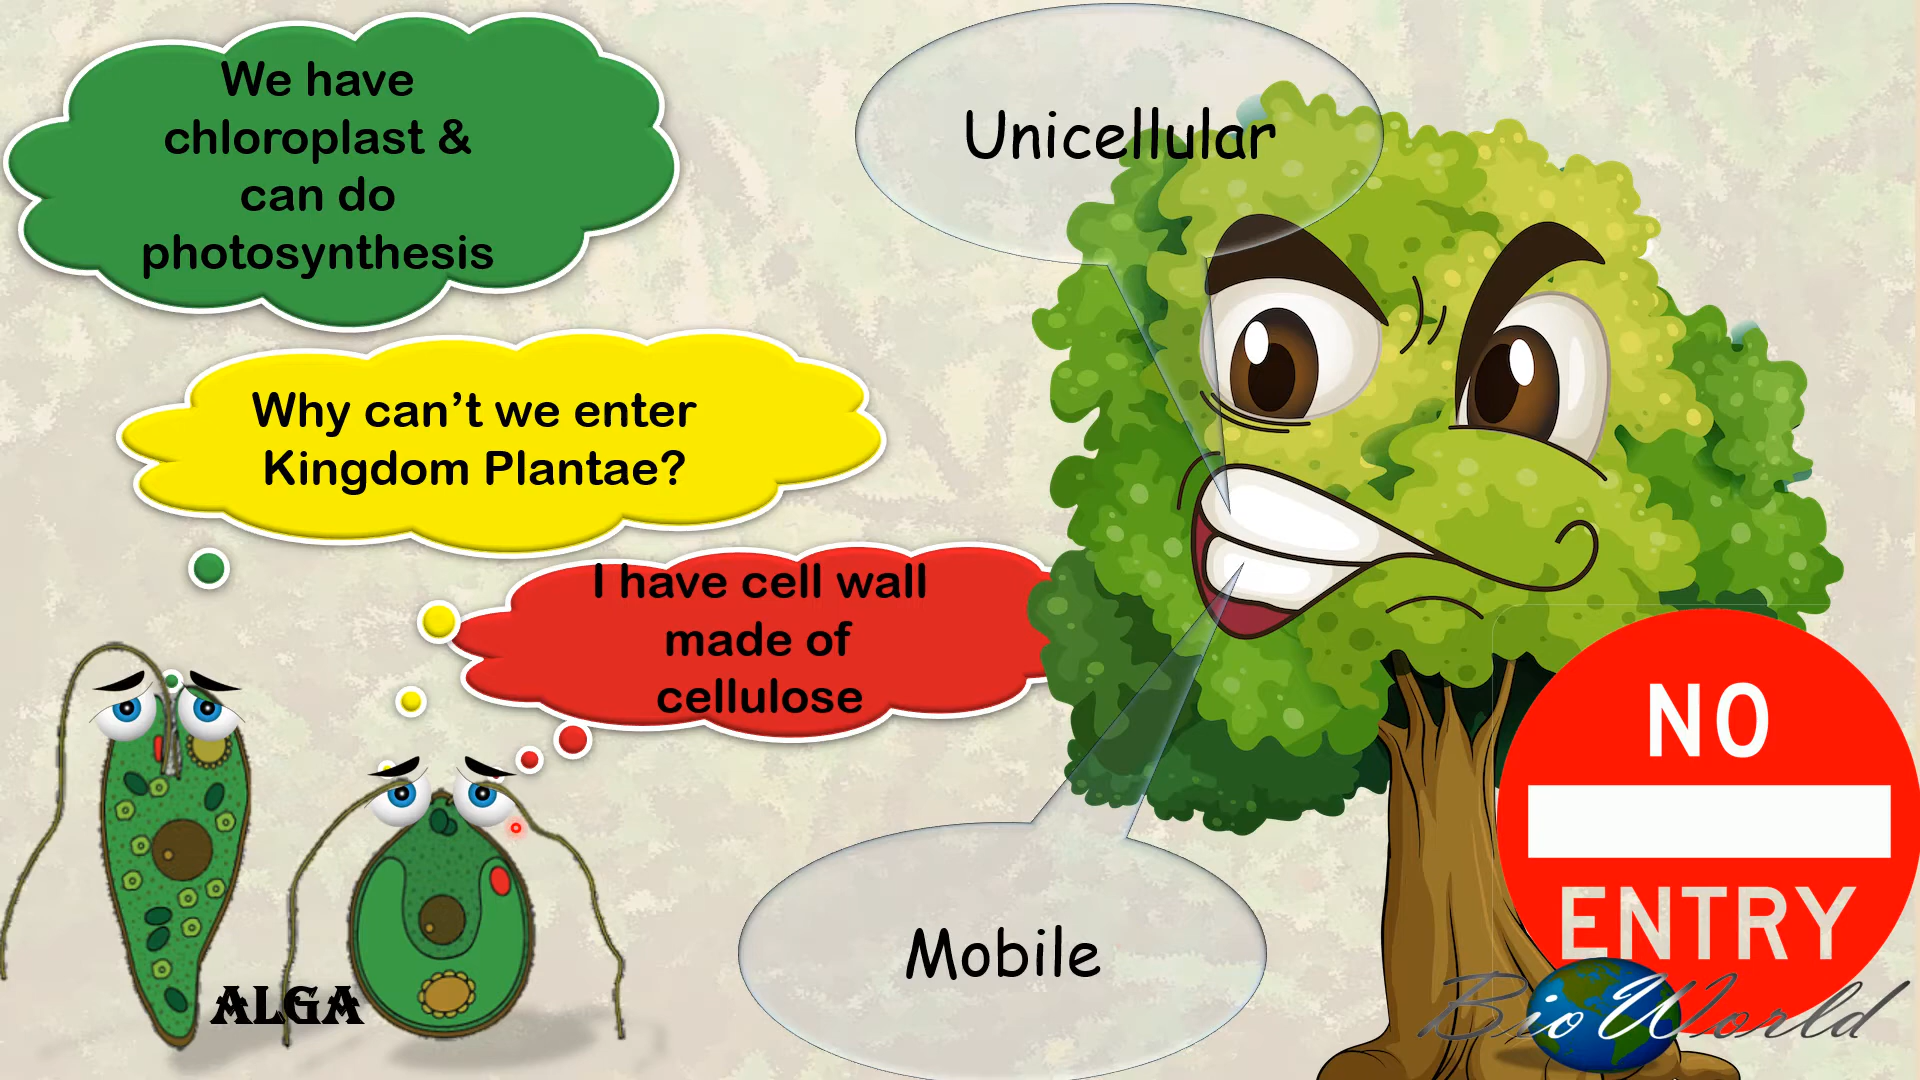 We have
chloroplast &
can do
photosynthesis
Why can’t we enter
Kingdom Plantae?
I have cell wall
made of
cellulose
ALGA
Unicellular
Mobile
NO
ENTRY
BioWorld